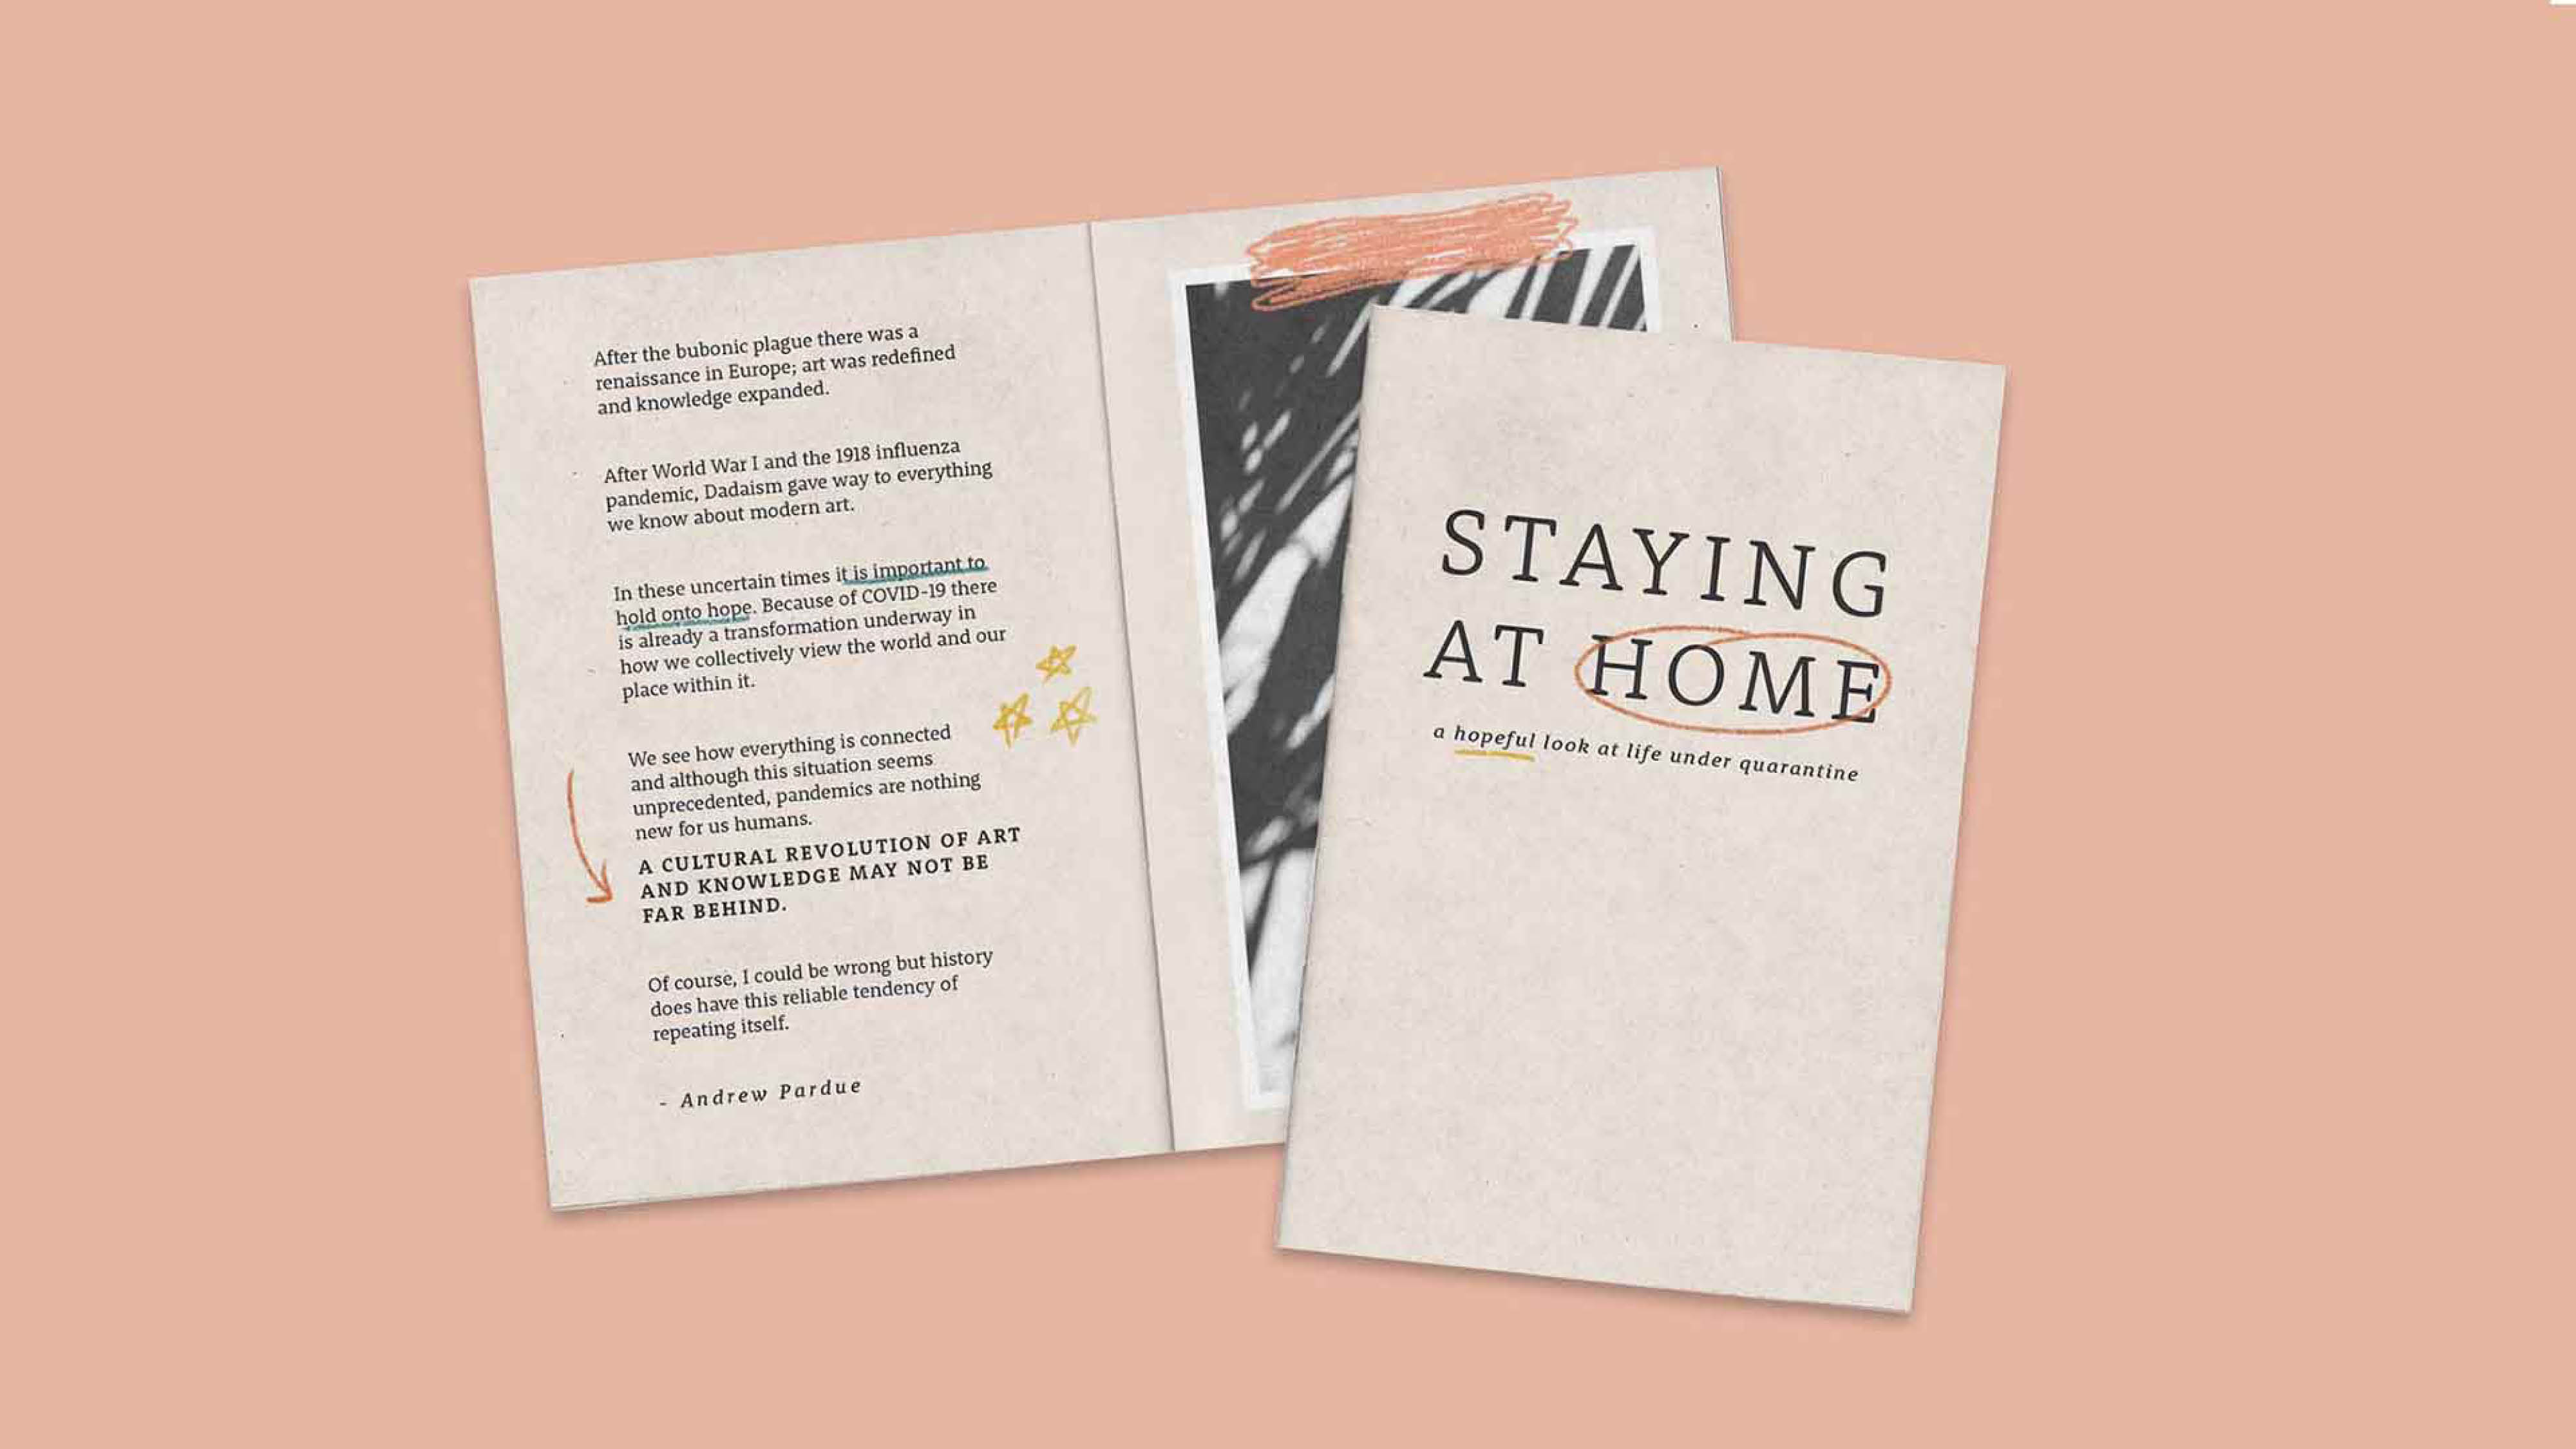 After the bubonic plague there was a
renaissance in Europe; art was redefined
and knowledge expanded.
After World War I and the 1918 influenza
pandemic, Dadaism gave way to everything
we know about modern art.
In these uncertain times it is important to
hold onto hope. Because of COVID-19 there
is already a transformation underway in
how we collectively view the world and our
place within it.
We see how everything is connected
and although this situation seems
unprecedented, pandemics are nothing
new for us humans.
A CULTURAL REVOLUTION OF ART
AND KNOWLEDGE MAY NOT BE
FAR BEHIND.
Of course, I could be wrong but history
does have this reliable tendency of
repeating itself.
- Andrew Pardue
STAYING
AT HOME
a hopeful look at life under quarantine